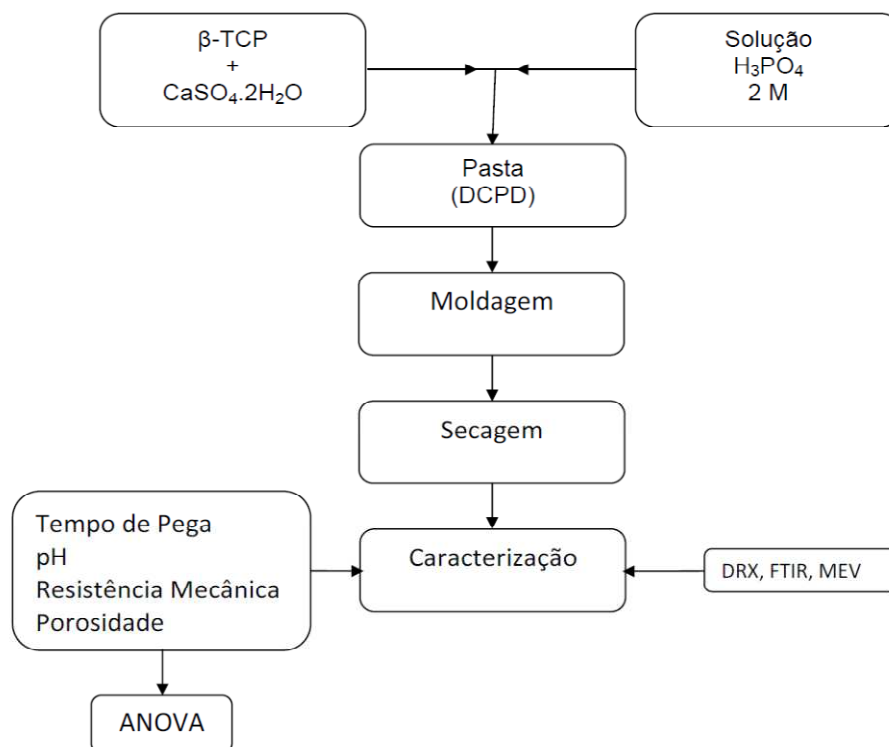 β-TCP
+
CaSO₄.2H₂O
Solução
H₃PO₄
2 M
Pasta
(DCPD)
Moldagem
Secagem
Tempo de Pega
pH
Resistência Mecânica
Porosidade
Caracterização
DRX, FTIR, MEV
ANOVA